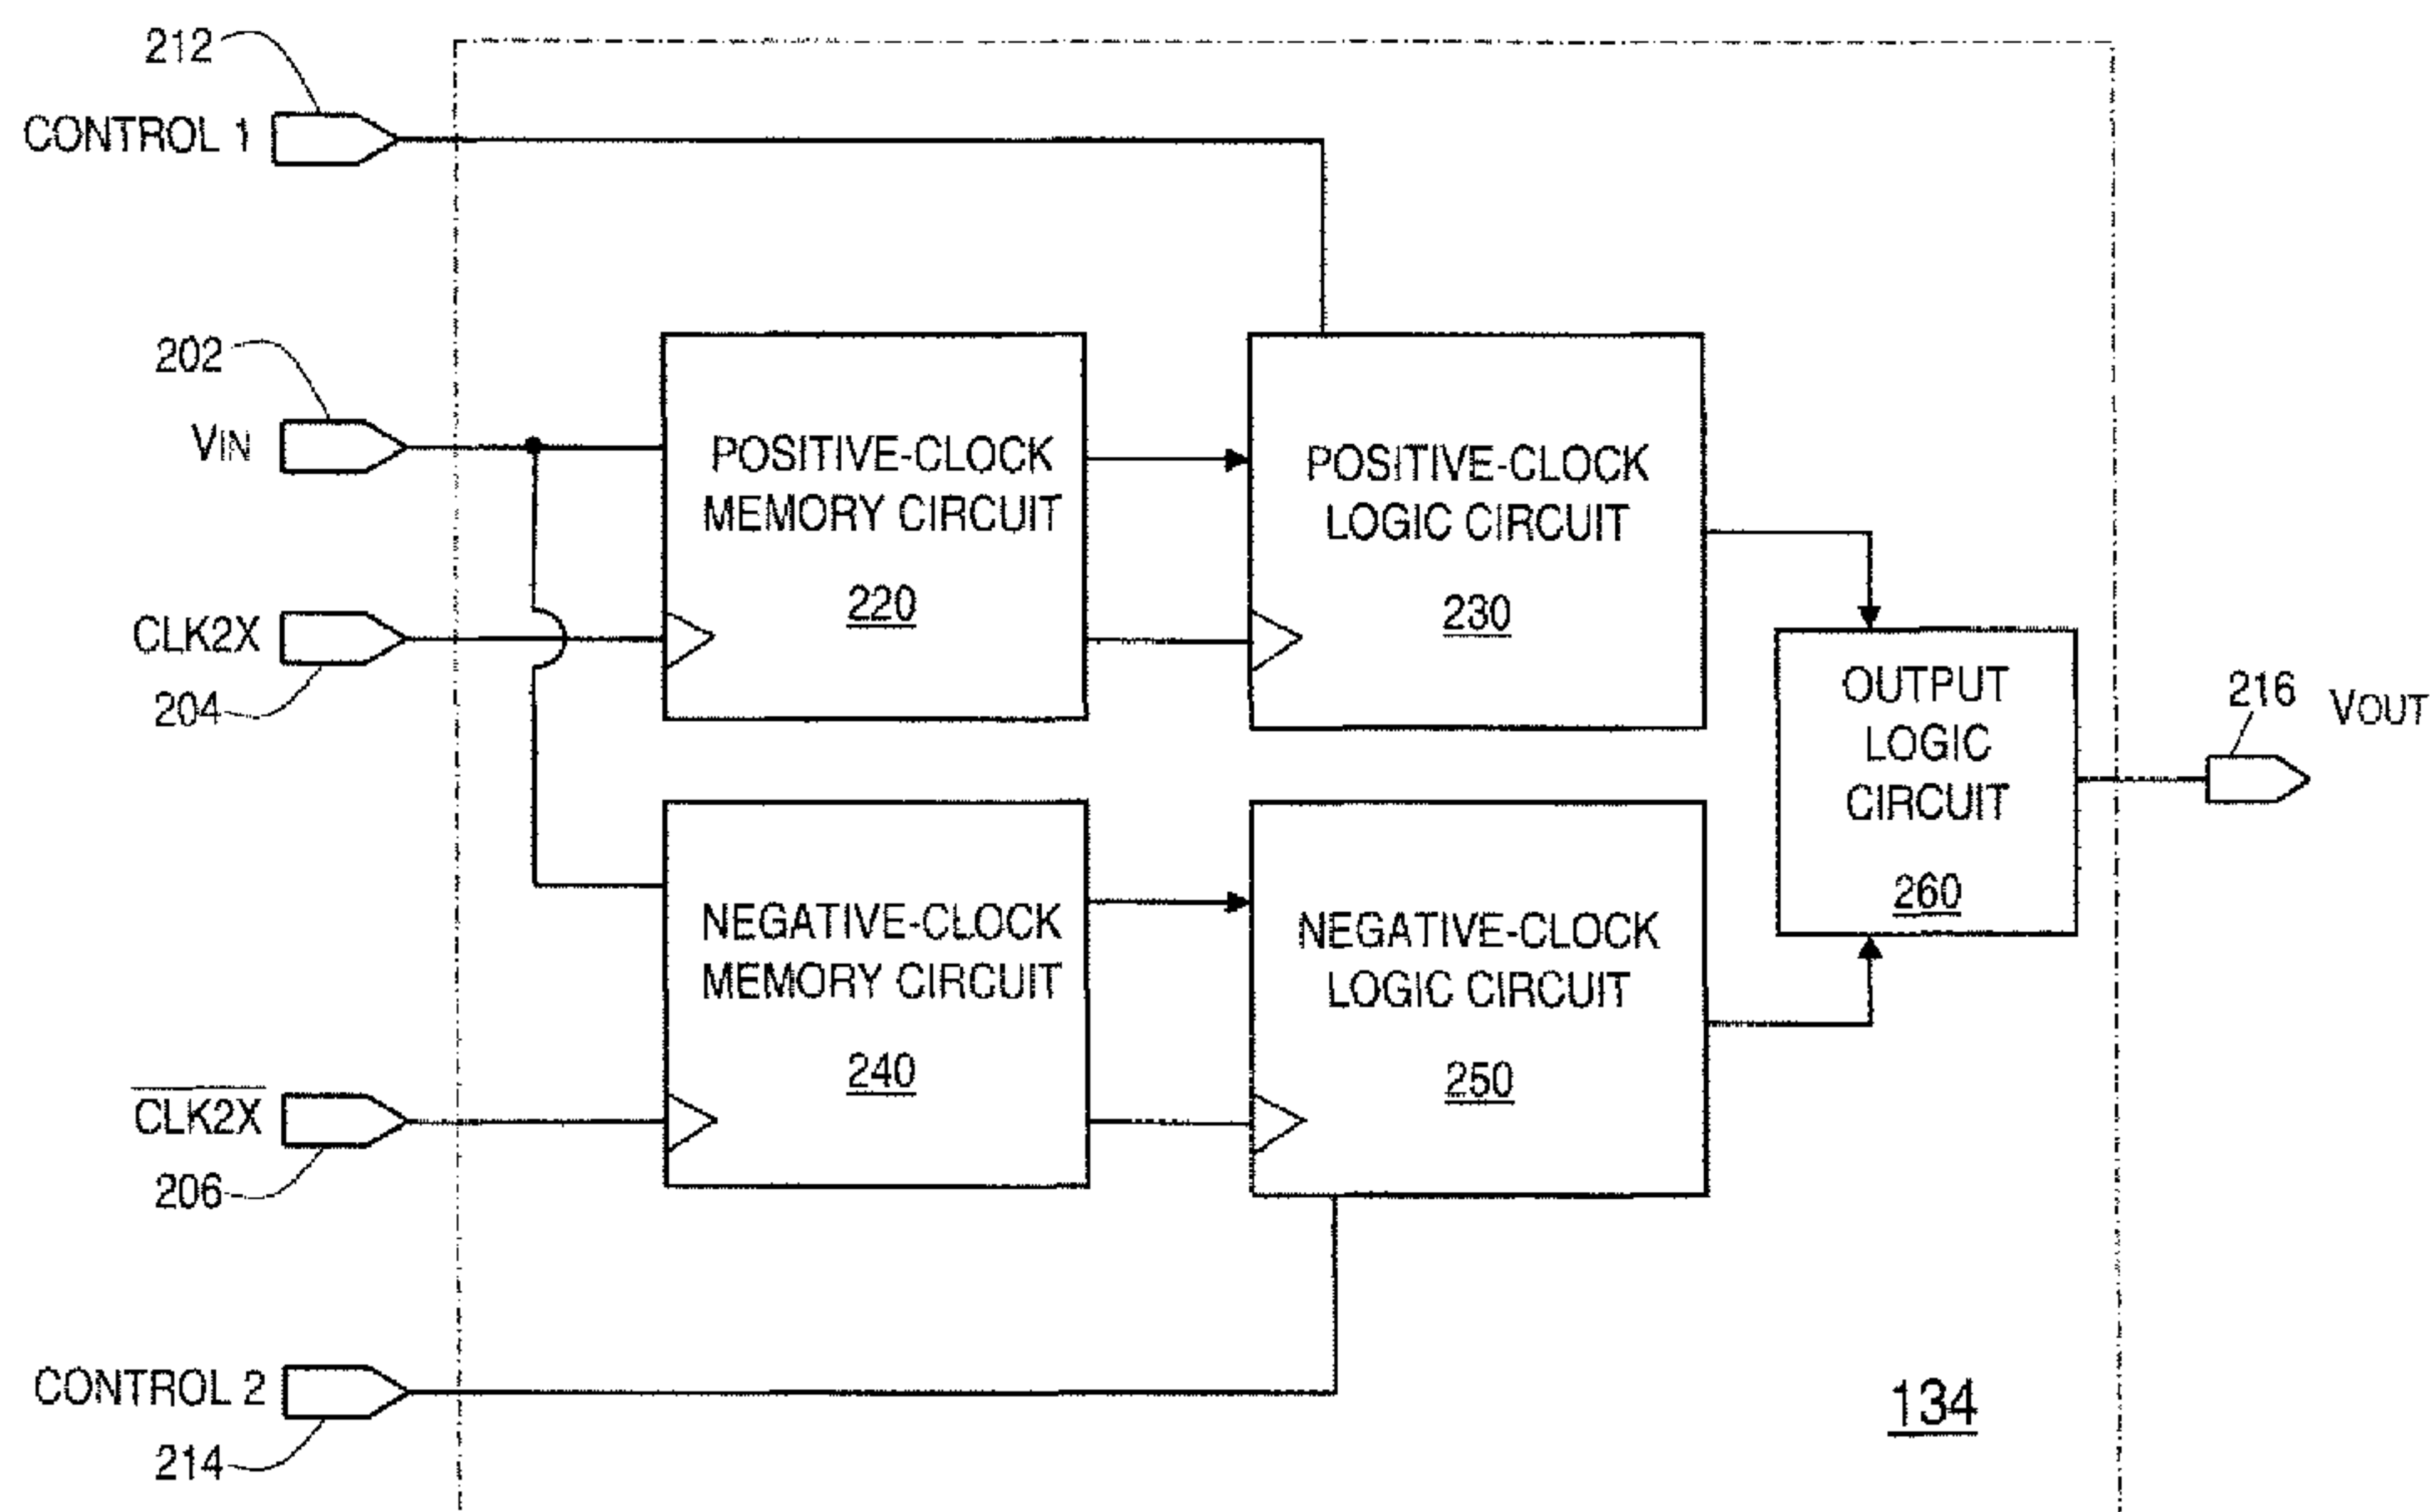 212
CONTROL 1
202
VIN
CLK2X
204
POSITIVE-CLOCK
MEMORY CIRCUIT
220
POSITIVE-CLOCK
LOGIC CIRCUIT
230
OUTPUT
LOGIC
CIRCUIT
260
216
VOUT
NEGATIVE-CLOCK
MEMORY CIRCUIT
240
NEGATIVE-CLOCK
LOGIC CIRCUIT
250
C̅L̅K̅2̅X̅
206
CONTROL 2
214
134